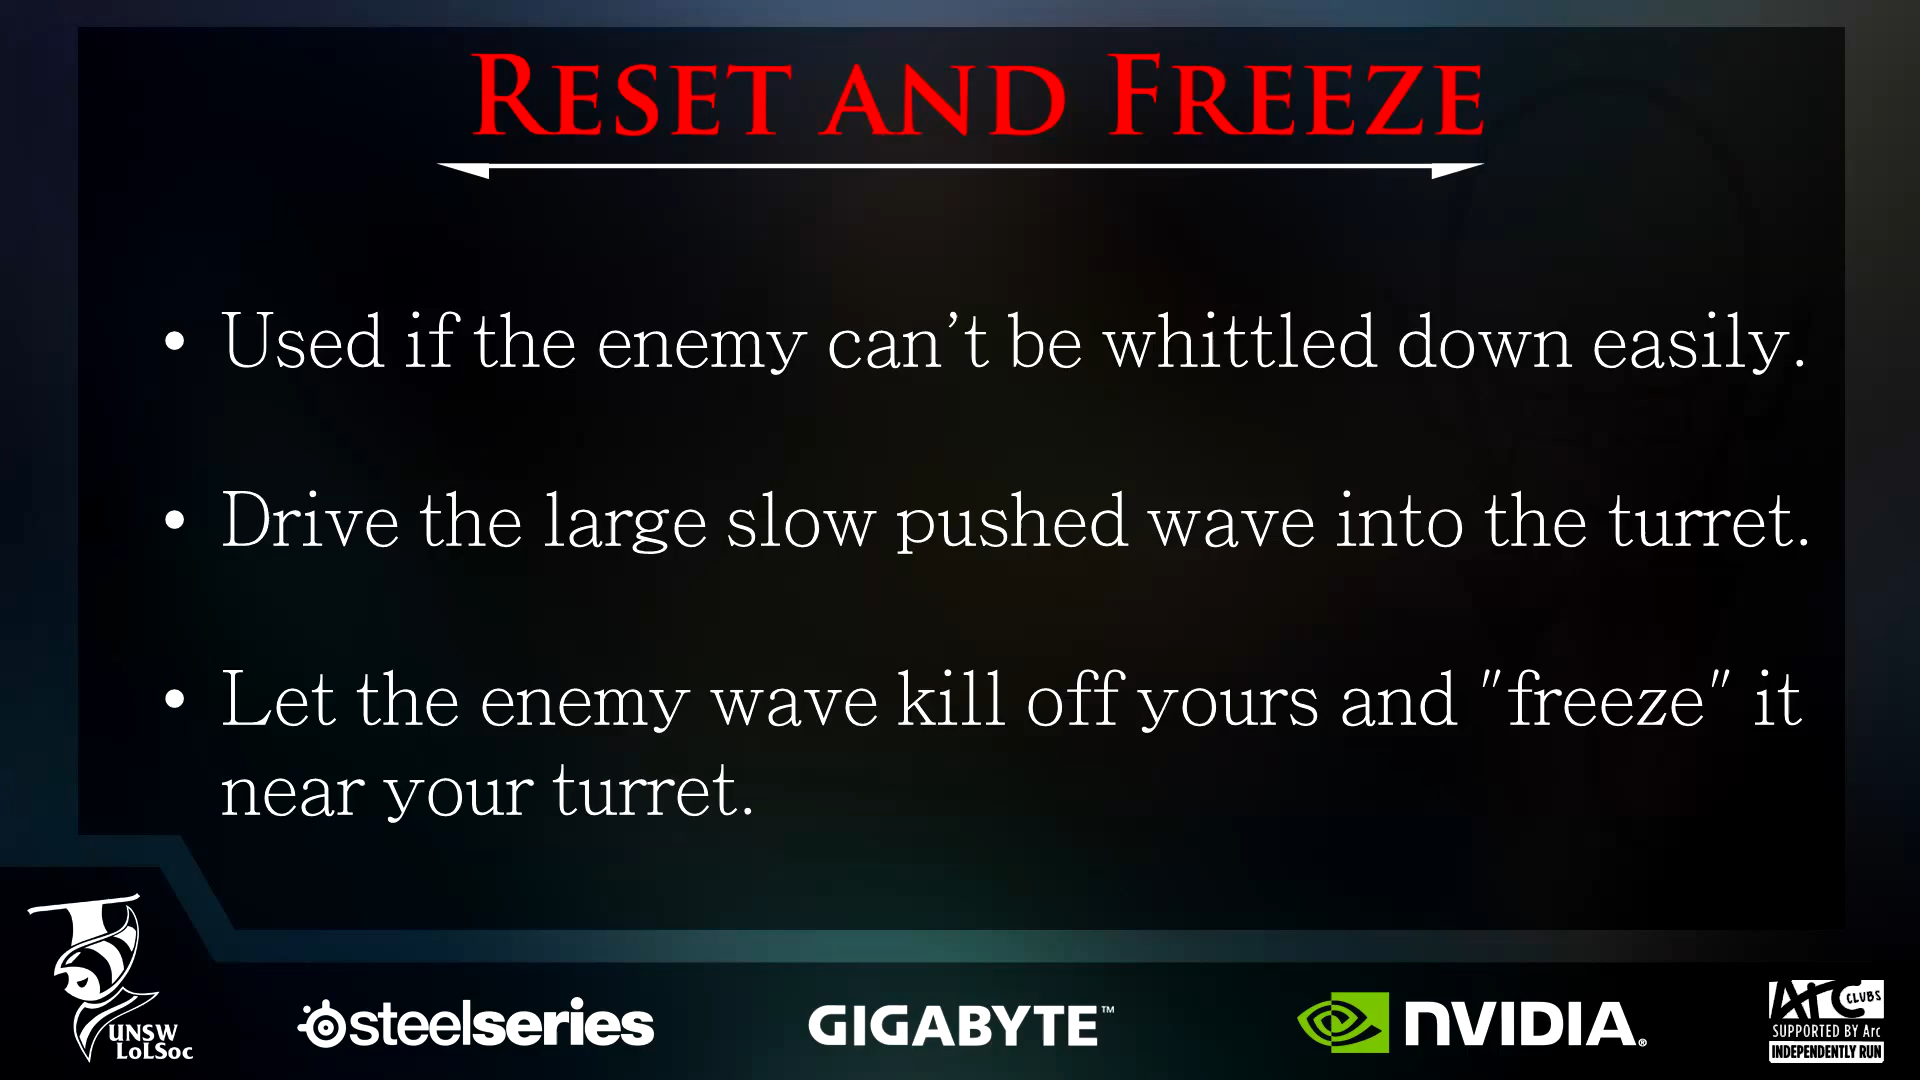 RESET AND FREEZE
• Used if the enemy can't be whittled down easily.
• Drive the large slow pushed wave into the turret.
• Let the enemy wave kill off yours and "freeze" it
near your turret.
UNSW
LoLSoc
steelseries
GIGABYTE™
NVIDIA®
Arc CLUBS
SUPPORTED BY Arc
INDEPENDENTLY RUN